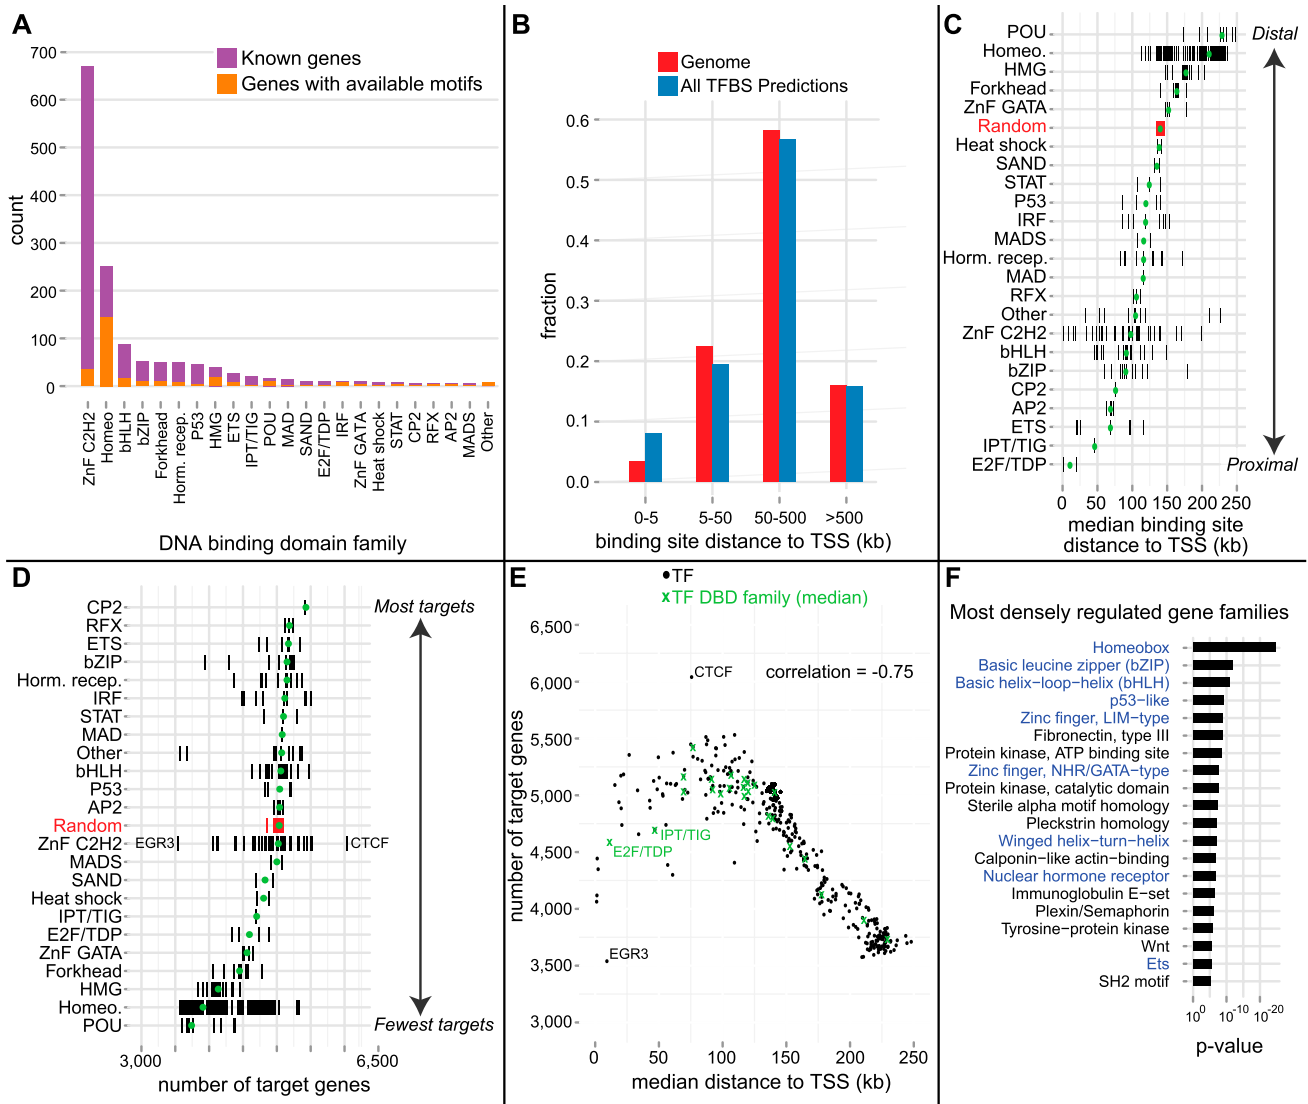 A
Known genes
Genes with available motifs
700
600
500
400
300
200
100
0
count
ZnF C2H2
Homeo
bHLH
bZIP
Forkhead
Horm. recep.
P53
HMG
ETS
IPT/TIG
POU
MAD
SAND
E2F/TDP
IRF
ZnF GATA
Heat shock
STAT
CP2
RFX
AP2
MADS
Other
DNA binding domain family
B
Genome
All TFBS Predictions
0.6
0.5
0.4
0.3
0.2
0.1
0.0
fraction
0-5
5-50
50-500
>500
binding site distance to TSS (kb)
C
POU
Homeo.
HMG
Forkhead
ZnF GATA
Random
Heat shock
SAND
STAT
P53
IRF
MADS
Horm. recep.
MAD
RFX
Other
ZnF C2H2
bHLH
bZIP
CP2
AP2
ETS
IPT/TIG
E2F/TDP
Distal
Proximal
0 50 100 150 200 250
median binding site
distance to TSS (kb)
D
CP2
RFX
ETS
bZIP
Horm. recep.
IRF
STAT
MAD
Other
bHLH
P53
AP2
Random
ZnF C2H2
MADS
SAND
Heat shock
IPT/TIG
E2F/TDP
ZnF GATA
Forkhead
HMG
Homeo.
POU
EGR3
CTCF
Most targets
Fewest targets
3,000 6,500
number of target genes
E
TF
x TF DBD family (median)
6,500
6,000
5,500
5,000
4,500
4,000
3,500
3,000
number of target genes
CTCF
correlation = -0.75
IPT/TIG
E2F/TDP
EGR3
0 50 100 150 200 250
median distance to TSS (kb)
F
Most densely regulated gene families
Homeobox
Basic leucine zipper (bZIP)
Basic helix−loop−helix (bHLH)
p53−like
Zinc finger, LIM−type
Fibronectin, type III
Protein kinase, ATP binding site
Zinc finger, NHR/GATA−type
Protein kinase, catalytic domain
Sterile alpha motif homology
Pleckstrin homology
Winged helix−turn−helix
Calponin−like actin−binding
Nuclear hormone receptor
Immunoglobulin E−set
Plexin/Semaphorin
Tyrosine−protein kinase
Wnt
Ets
SH2 motif
10⁰ 10⁻¹⁰ 10⁻²⁰
p-value